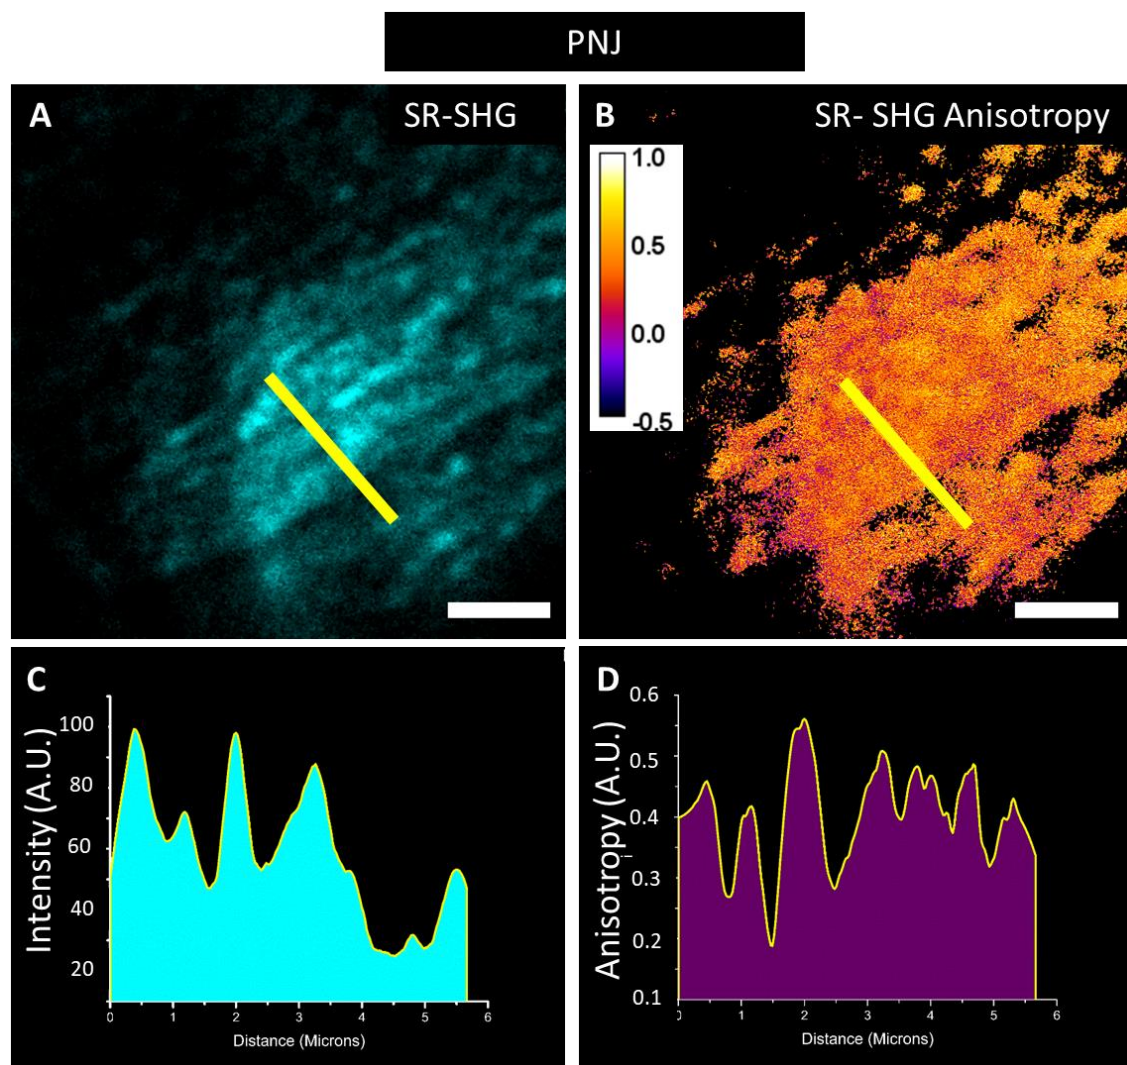 PNJ
A
SR-SHG
B
SR- SHG Anisotropy
1.0
0.5
0.0
-0.5
C
Intensity (A.U.)
100
80
60
40
20
0 1 2 3 4 5 6
Distance (Microns)
D
Anisotropy (A.U.)
0.6
0.5
0.4
0.3
0.2
0.1
0 1 2 3 4 5 6
Distance (Microns)